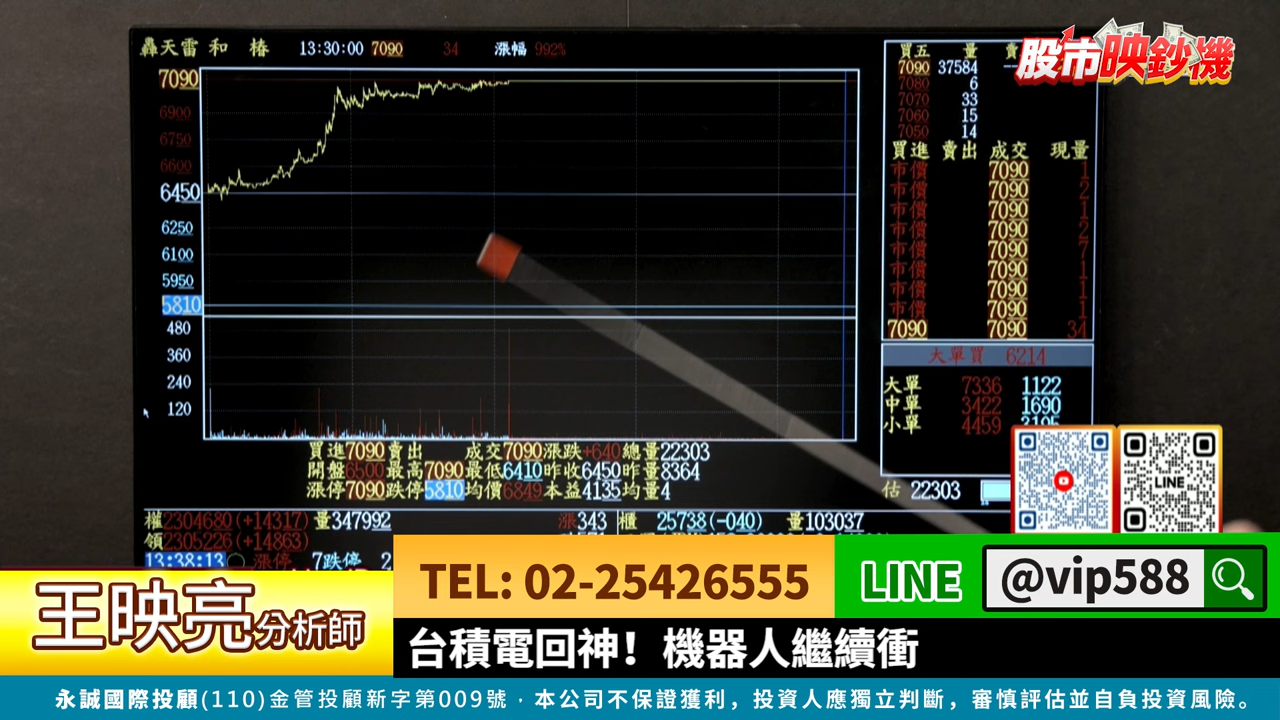 轟天雷 和 椿 13:30:00 7090 34 漲幅 992%
股市映鈔機
7090
6900
6750
6600
6450
6250
6100
5950
5810
480
360
240
120
買五 量 賣
7090 37584
7080 6
7070 33
7060 15
7050 14
買進 賣出 成交 現量
市價 7090 1
市價 7090 2
市價 7090 1
市價 7090 2
市價 7090 7
市價 7090 1
市價 7090 1
市價 7090 1
7090 7090 34
大單買 6214
大單 7336 1122
中單 3422 1690
小單 4459
估 22303
買進7090賣出 成交7090漲跌+640總量22303
開盤6500最高7090最低6410昨收6450昨量8364
漲停7090跌停5810均價6849本益4135均量4
權2304680(+14317)量347992 漲343 櫃 25738(-040) 量103037
領2305226(+14863)
13:38:13 漲停 7跌停 2
LINE
TEL: 02-25426555
LINE @vip588
王映亮分析師
台積電回神！機器人繼續衝
永誠國際投顧(110)金管投顧新字第009號，本公司不保證獲利，投資人應獨立判斷，審慎評估並自負投資風險。